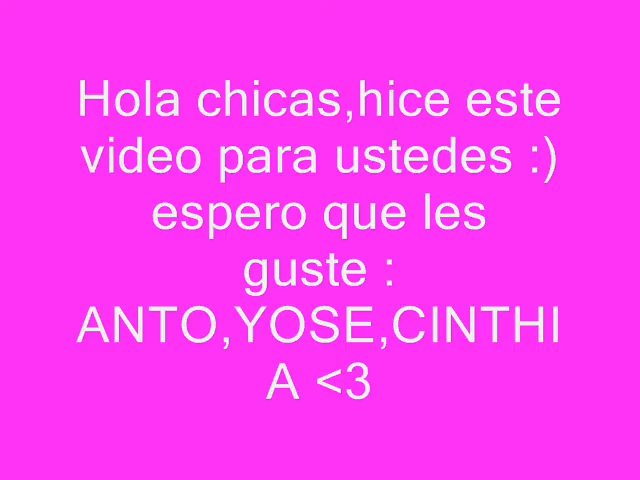 Hola chicas,hice este
video para ustedes :)
espero que les
guste :
ANTO,YOSE,CINTHI
A <3